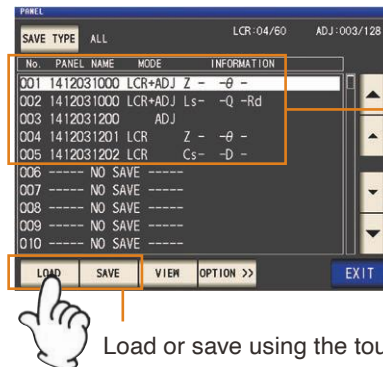 PANEL
SAVE TYPE ALL LCR:04/60 ADJ:003/128
No. PANEL NAME MODE INFORMATION
001 1412031000 LCR+ADJ Z - -θ -
002 1412031000 LCR+ADJ Ls- -Q -Rd
003 1412031200 ADJ
004 1412031201 LCR Z - -θ -
005 1412031202 LCR Cs- -D -
006 ----- NO SAVE -----
007 ----- NO SAVE -----
008 ----- NO SAVE -----
009 ----- NO SAVE -----
010 ----- NO SAVE -----
LOAD SAVE VIEW OPTION >> EXIT
Load or save using the